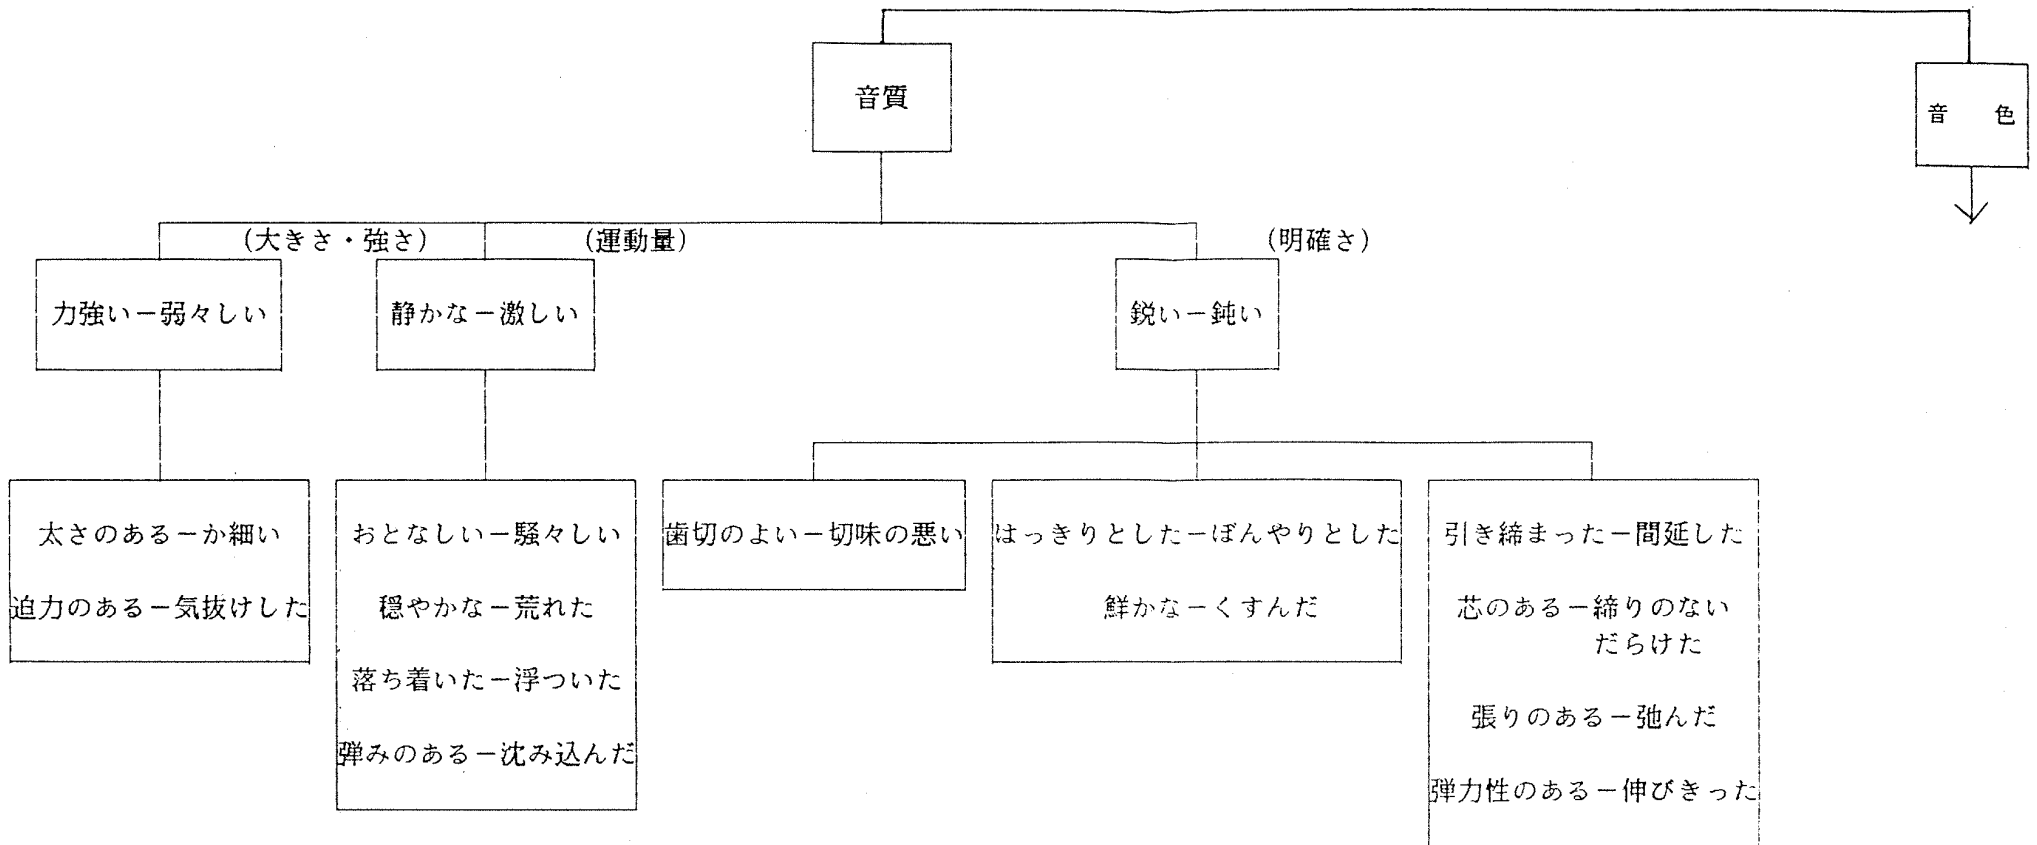 音質
音 色
(大きさ・強さ)
(運動量)
(明確さ)
力強い－弱々しい
静かな－激しい
鋭い－鈍い
太さのある－か細い
迫力のある－気抜けした
おとなしい－騒々しい
穏やかな－荒れた
落ち着いた－浮ついた
弾みのある－沈み込んだ
歯切のよい－切味の悪い
はっきりとした－ぼんやりとした
鮮かな－くすんだ
引き締まった－間延した
芯のある－締りのない
だらけた
張りのある－弛んだ
弾力性のある－伸びきった